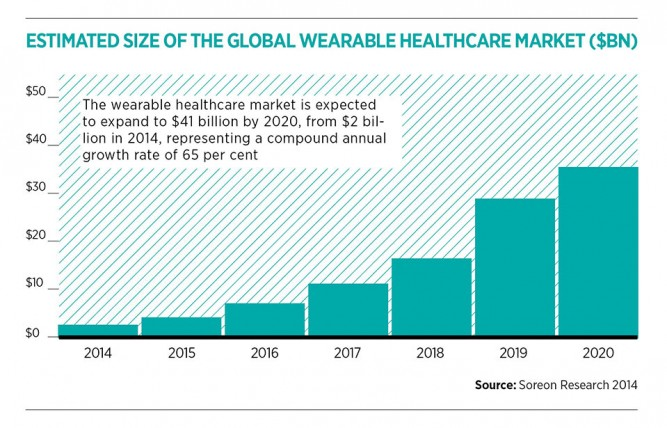 ESTIMATED SIZE OF THE GLOBAL WEARABLE HEALTHCARE MARKET ($BN)
$50
The wearable healthcare market is expected
to expand to $41 billion by 2020, from $2 bil-
lion in 2014, representing a compound annual
growth rate of 65 per cent
$40
$30
$20
$10
$0
2014 2015 2016 2017 2018 2019 2020
Source: Soreon Research 2014